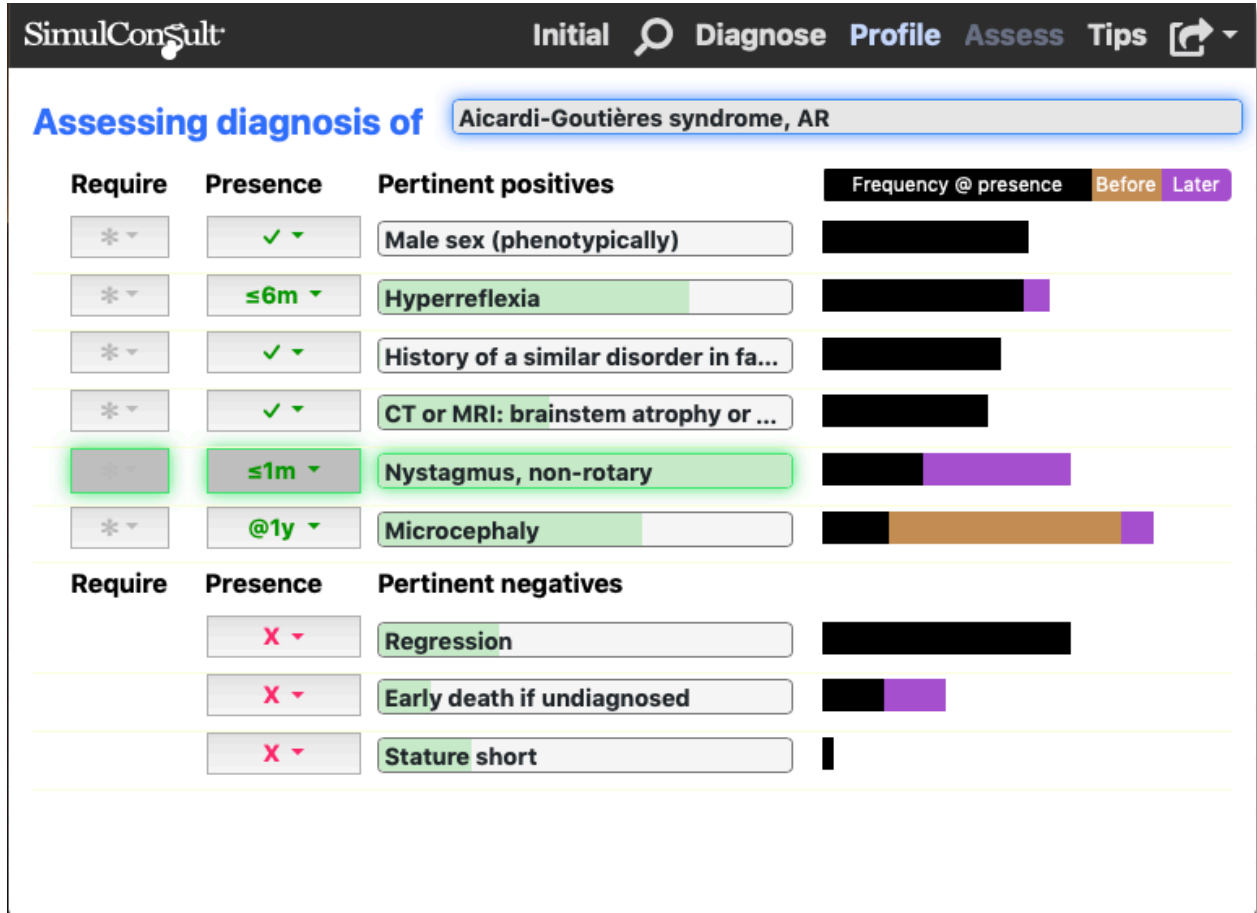 SimulConsult Initial Diagnose Profile Assess Tips
Assessing diagnosis of Aicardi-Goutières syndrome, AR
Require Presence Pertinent positives Frequency @ presence Before Later
* ✓ Male sex (phenotypically)
* ≤6m Hyperreflexia
* ✓ History of a similar disorder in fa...
* ✓ CT or MRI: brainstem atrophy or ...
* ≤1m Nystagmus, non-rotary
* @1y Microcephaly
Require Presence Pertinent negatives
X Regression
X Early death if undiagnosed
X Stature short